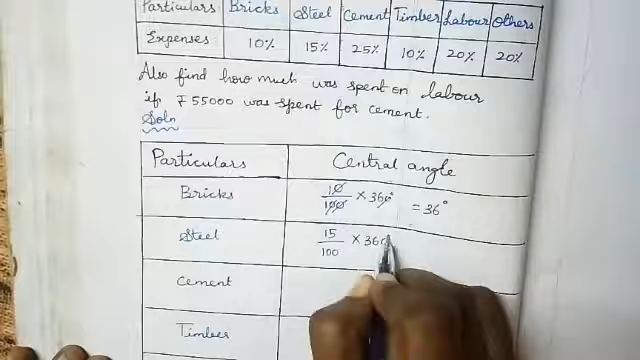 Particulars Bricks Steel Cement Timber Labour Others
Expenses 10% 15% 25% 10% 20% 20%
Also find how much was spent on labour
if ₹55000 was spent for cement.
Soln
Particulars Central angle
Bricks 10/100 × 360° = 36°
Steel 15/100 × 360
Cement
Timber